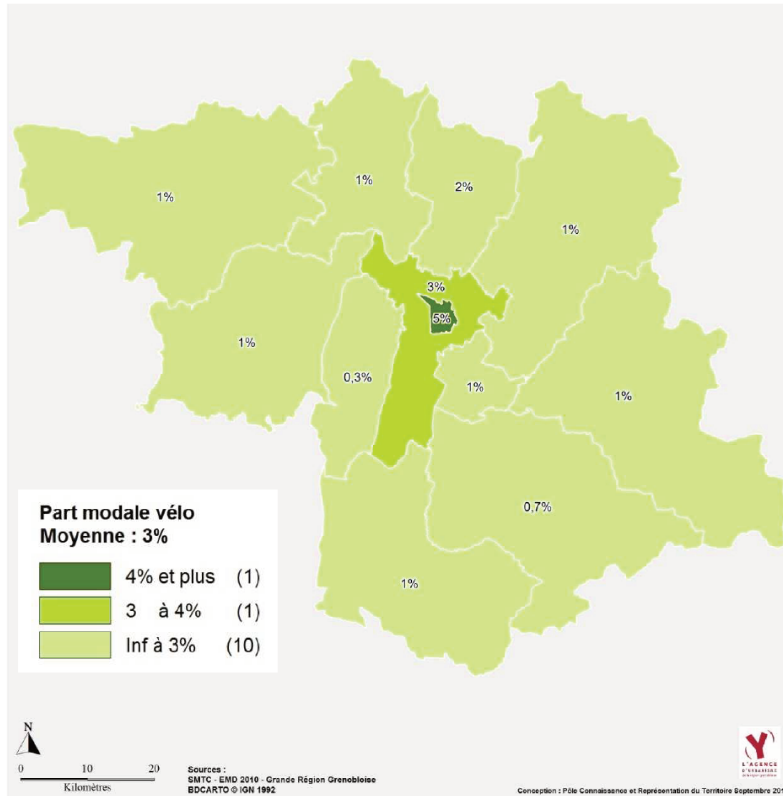 1%
1%
2%
1%
3%
5%
1%
0,3%
1%
1%
0,7%
1%
Part modale vélo
Moyenne : 3%
4% et plus (1)
3 à 4% (1)
Inf à 3% (10)
N
0 10 20
Kilomètres
Sources :
SMTC - EMD 2010 - Grande Région Grenobloise
BDCARTO © IGN 1992
Y
L'AGENCE
D'URBANISME
Conception : Pôle Connaissance et Représentation du Territoire Septembre